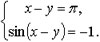 x − y = π,
sin(x − y) = −1.